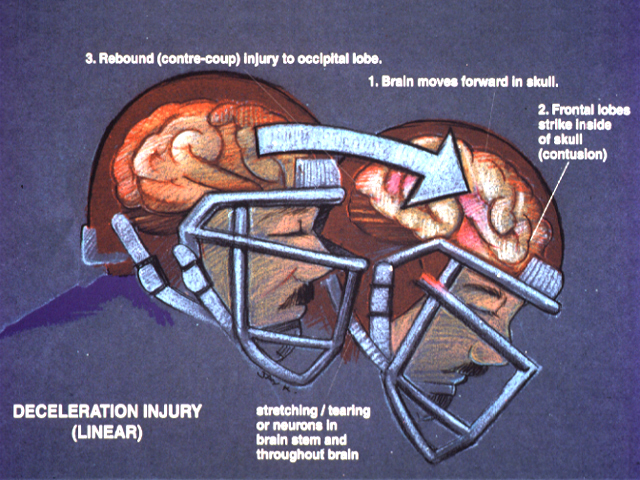 3. Rebound (contre-coup) injury to occipital lobe.
1. Brain moves forward in skull.
2. Frontal lobes
strike inside
of skull
(contusion)
DECELERATION INJURY
(LINEAR)
stretching / tearing
or neurons in
brain stem and
throughout brain